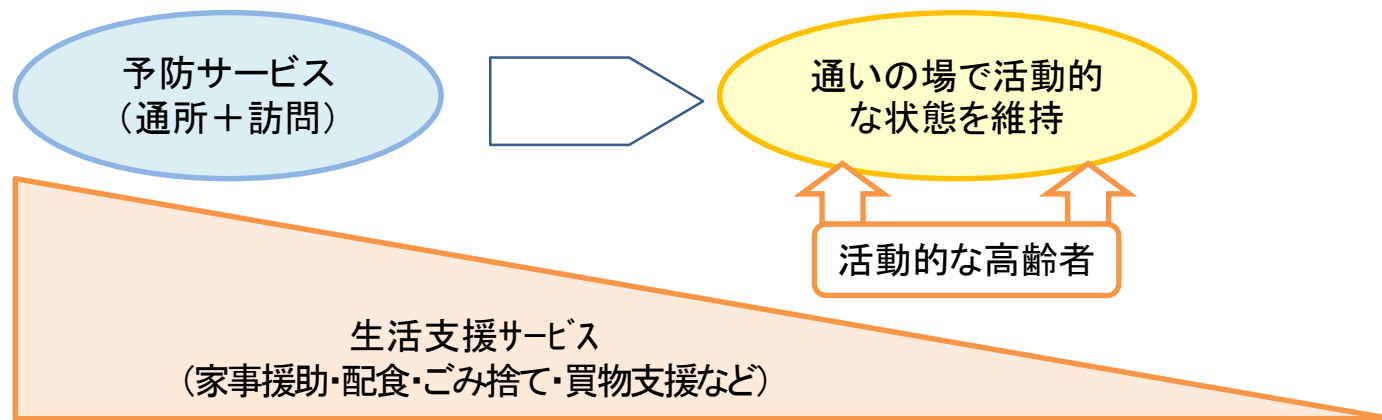 予防サービス
（通所＋訪問）
通いの場で活動的
な状態を維持
活動的な高齢者
生活支援ｻｰﾋﾞｽ
（家事援助・配食・ごみ捨て・買物支援など）